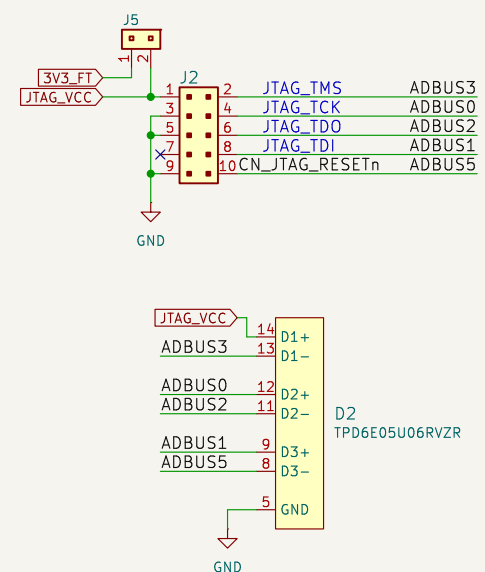 J5
1 2
3V3_FT
JTAG_VCC
J2
1 2 JTAG_TMS ADBUS3
3 4 JTAG_TCK ADBUS0
5 6 JTAG_TDO ADBUS2
7 8 JTAG_TDI ADBUS1
9 10 CN_JTAG_RESETn ADBUS5
GND
JTAG_VCC
14 D1+
ADBUS3 13 D1-
ADBUS0 12 D2+
ADBUS2 11 D2-
D2
TPD6E05U06RVZR
ADBUS1 9 D3+
ADBUS5 8 D3-
5 GND
GND